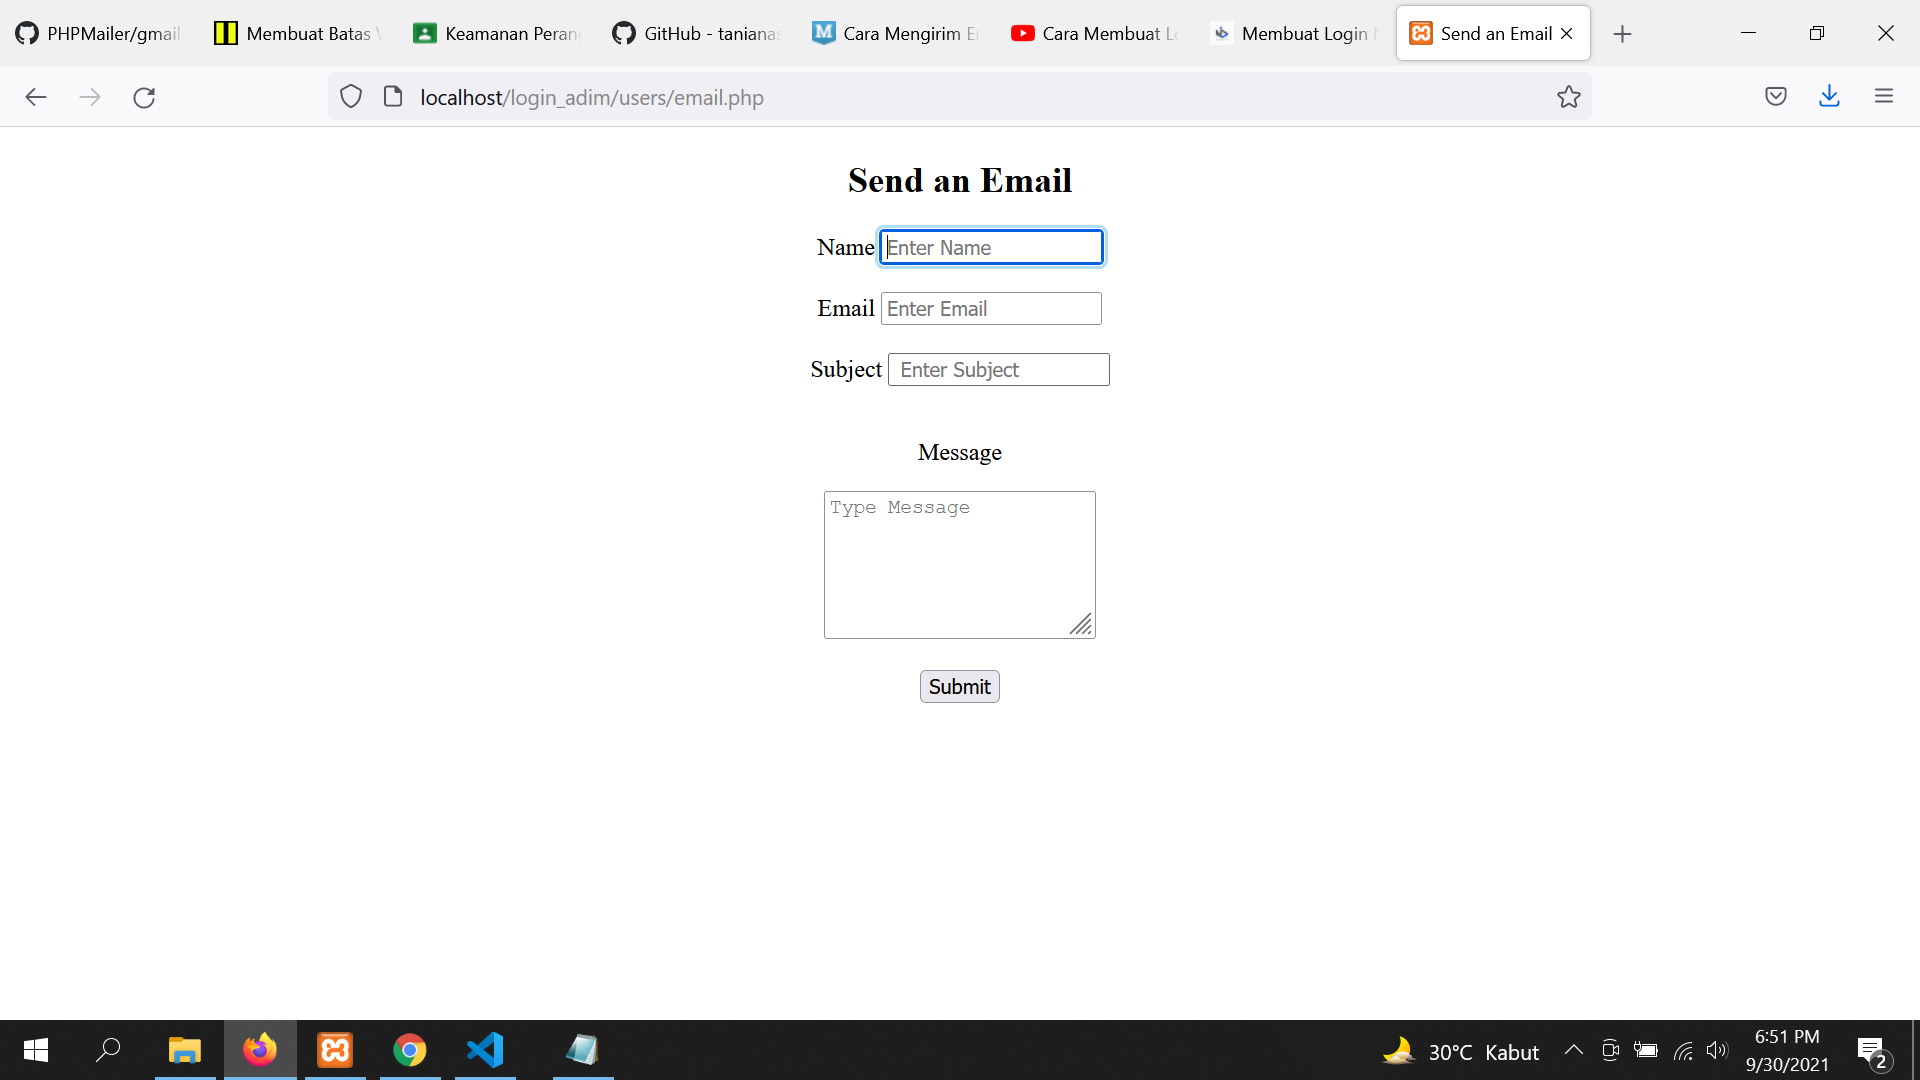 PHPMailer/gmail
Membuat Batas
Keamanan Peran
GitHub - taniana
Cara Mengirim E
Cara Membuat Lo
Membuat Login
Send an Email
localhost/login_adim/users/email.php
Send an Email
Name Enter Name
Email Enter Email
Subject Enter Subject
Message
Type Message
Submit
30°C Kabut
6:51 PM
9/30/2021
2